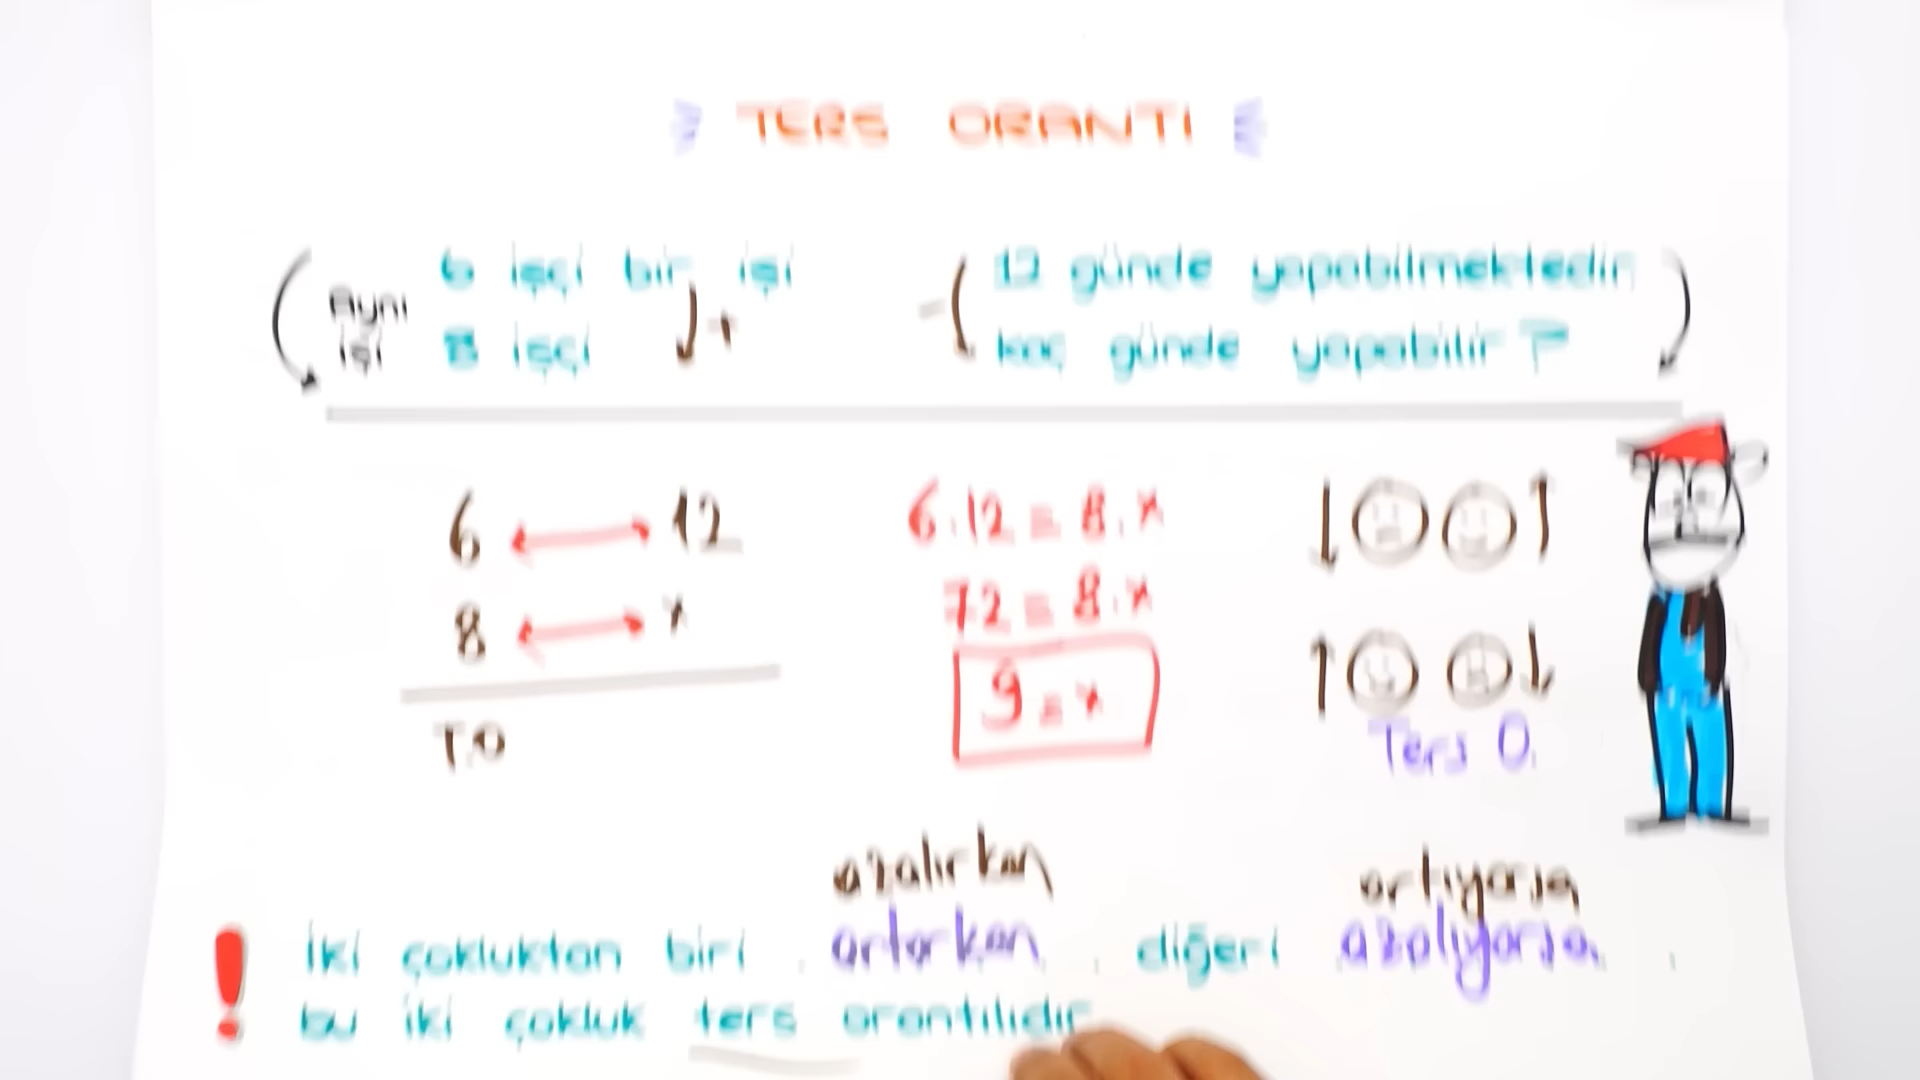 TERS ORANTI
Aynı işi
6 işçi bir işi 12 günde yapabilmektedir.
8 işçi kaç günde yapabilir?
+
-
6 12
8 x
T.O
6.12 = 8.x
72 = 8.x
9 = x
Ters O.
azalırken artıyorsa
! İki çokluktan biri artarken, diğeri azalıyorsa,
bu iki çokluk ters orantılıdır